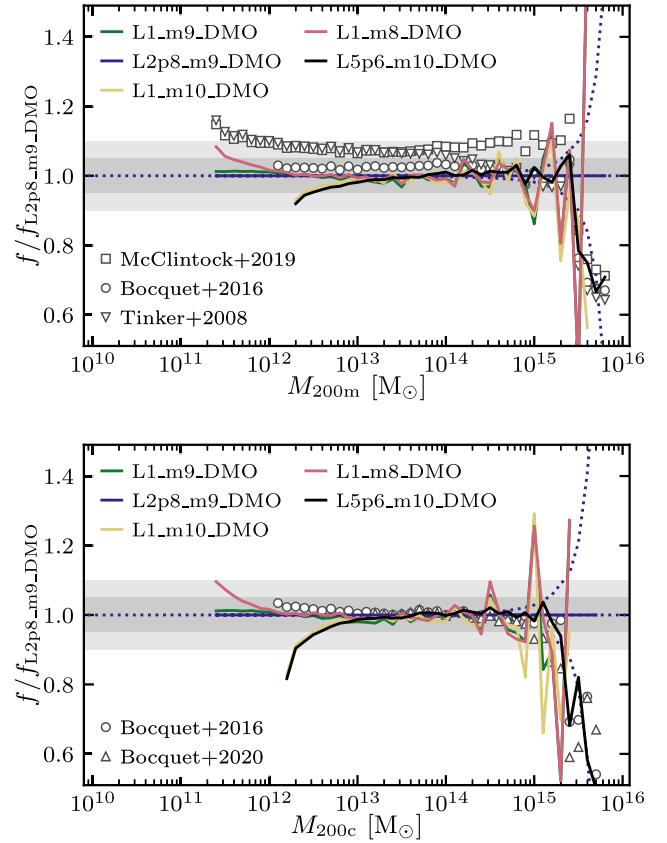 1.4
L1_m9_DMO
L1_m8_DMO
L2p8_m9_DMO
L5p6_m10_DMO
L1_m10_DMO
1.2
1.0
0.8
0.6
f/f_L2p8_m9_DMO
McClintock+2019
Bocquet+2016
Tinker+2008
10^10 10^11 10^12 10^13 10^14 10^15 10^16
M_200m [M_⊙]
1.4
L1_m9_DMO
L1_m8_DMO
L2p8_m9_DMO
L5p6_m10_DMO
L1_m10_DMO
1.2
1.0
0.8
0.6
f/f_L2p8_m9_DMO
Bocquet+2016
Bocquet+2020
10^10 10^11 10^12 10^13 10^14 10^15 10^16
M_200c [M_⊙]